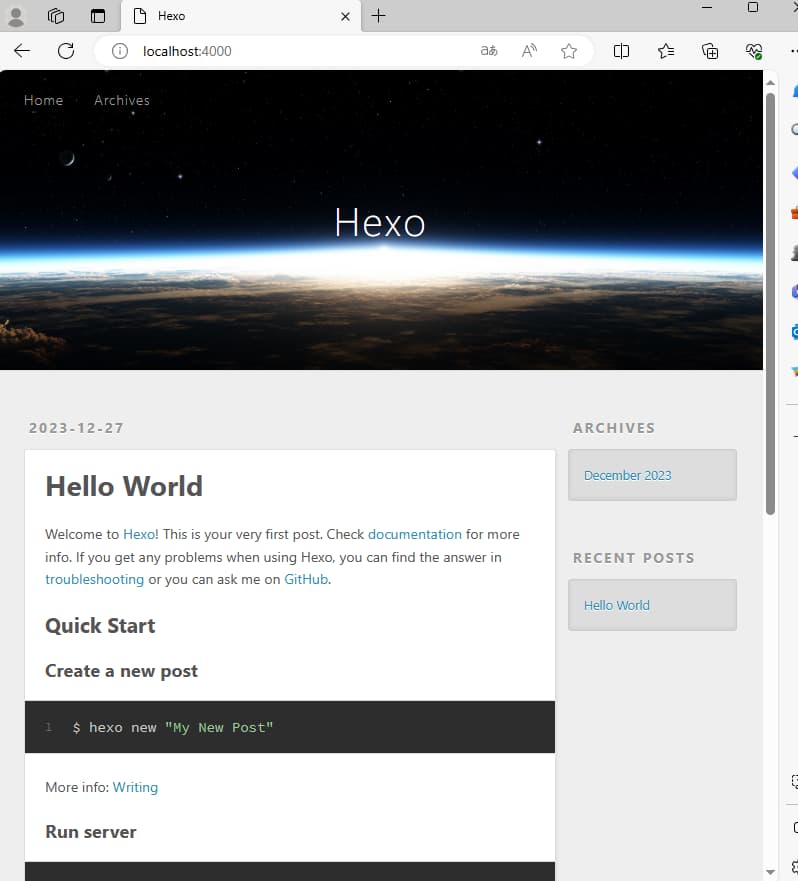 Hexo
localhost:4000
aあ
Home
Archives
Hexo
2023-12-27
Hello World
Welcome to Hexo! This is your very first post. Check documentation for more
info. If you get any problems when using Hexo, you can find the answer in
troubleshooting or you can ask me on GitHub.
Quick Start
Create a new post
1 $ hexo new "My New Post"
More info: Writing
Run server
ARCHIVES
December 2023
RECENT POSTS
Hello World